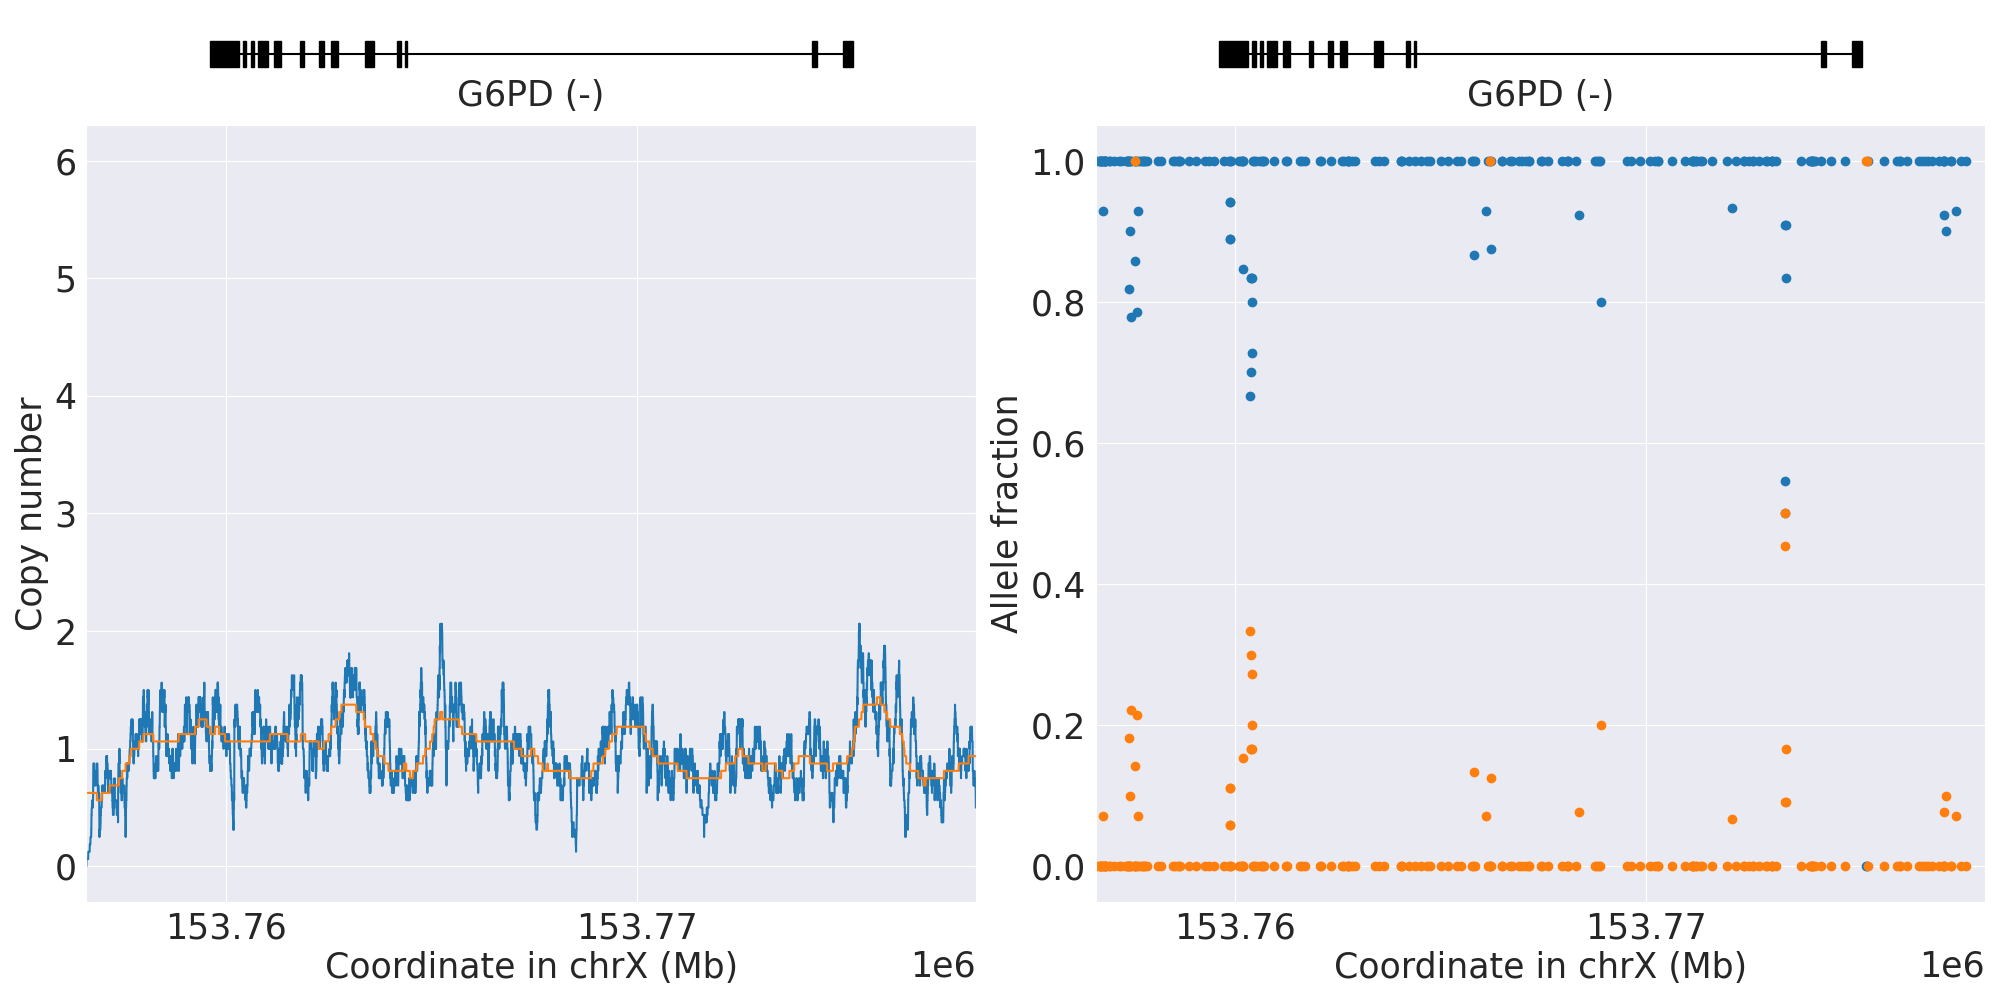 G6PD (-)
6
5
4
3
2
1
0
Copy number
153.76
153.77
Coordinate in chrX (Mb)
1e6
G6PD (-)
1.0
0.8
0.6
0.4
0.2
0.0
Allele fraction
153.76
153.77
Coordinate in chrX (Mb)
1e6